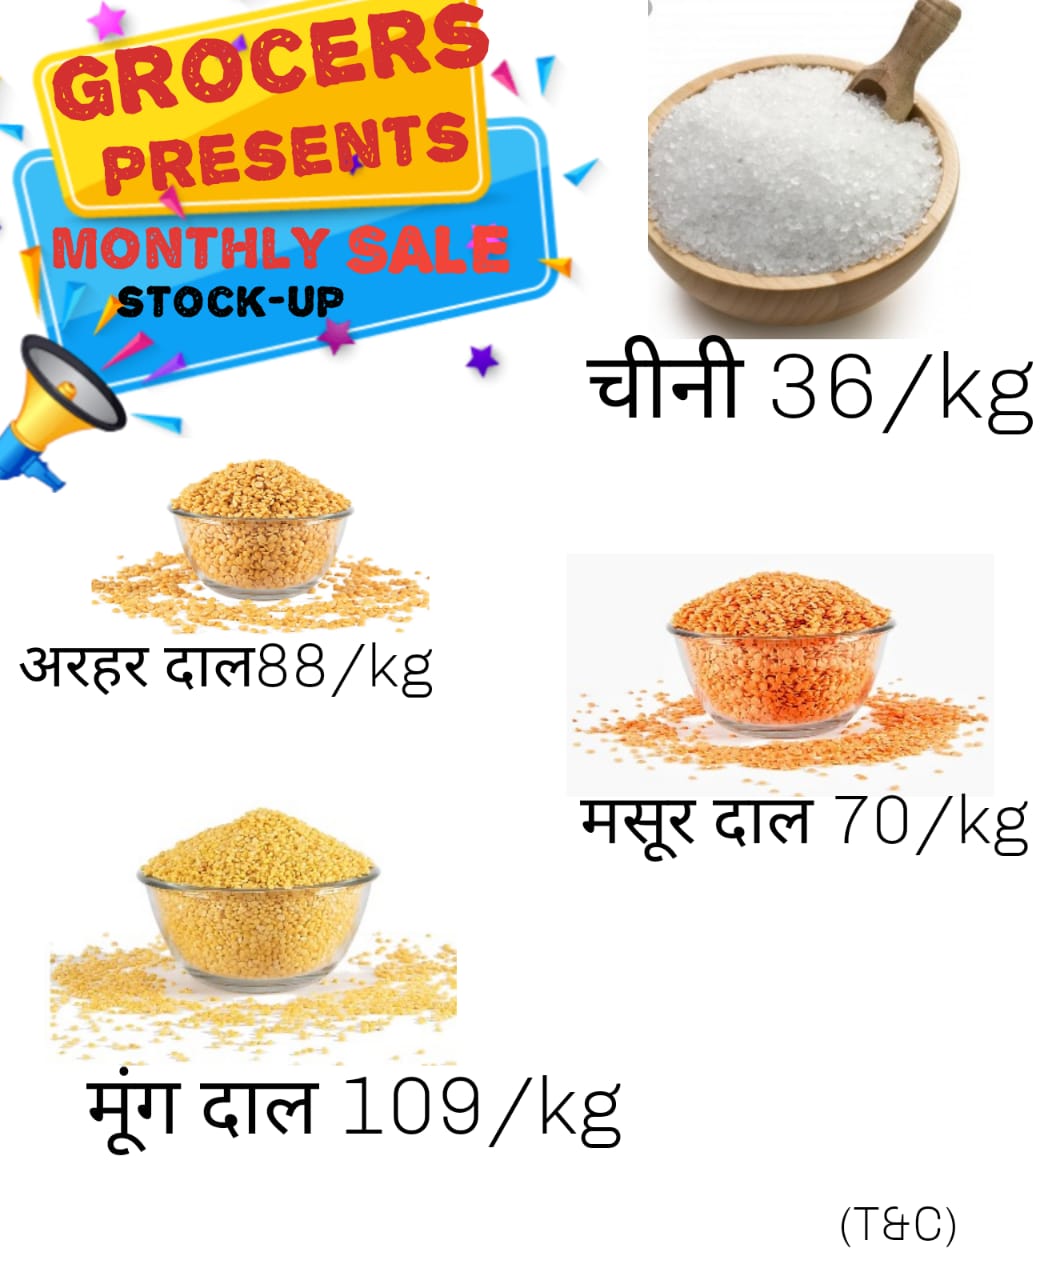 GROCERS
PRESENTS
MONTHLY SALE
STOCK-UP
चीनी 36/kg
अरहर दाल88/kg
मसूर दाल 70/kg
मूंग दाल 109/kg
(T&C)